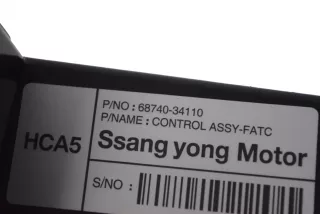 P/NO : 68740-34110
P/NAME : CONTROL ASSY-FATC
HCA5
Ssang yong Motor
S/NO :